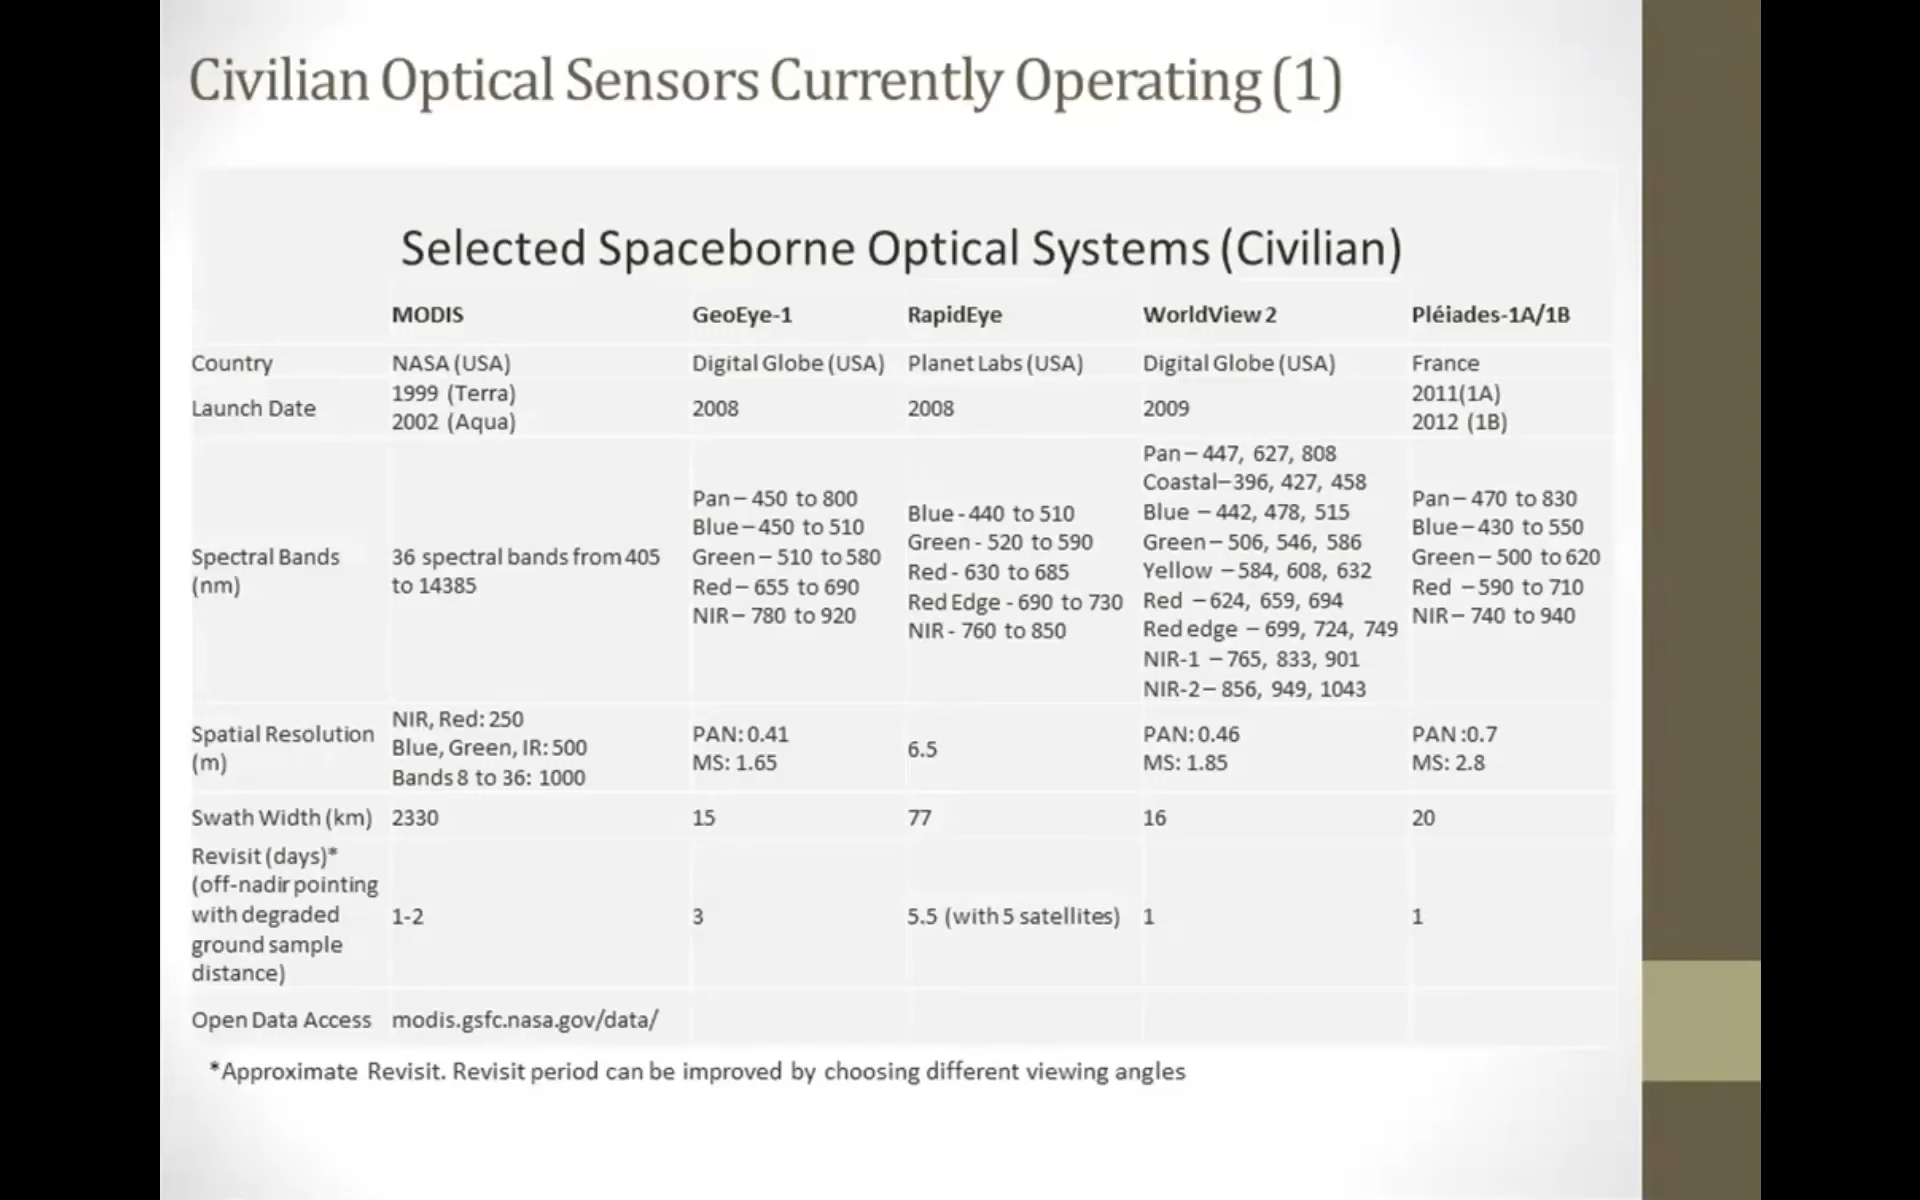 Civilian Optical Sensors Currently Operating (1)
Selected Spaceborne Optical Systems (Civilian)
MODIS GeoEye-1 RapidEye WorldView 2 Pléiades-1A/1B
Country NASA (USA) Digital Globe (USA) Planet Labs (USA) Digital Globe (USA) France
Launch Date 1999 (Terra) 2002 (Aqua) 2008 2008 2009 2011(1A) 2012 (1B)
Spectral Bands
(nm)
36 spectral bands from 405
to 14385
Pan – 450 to 800
Blue – 450 to 510
Green – 510 to 580
Red – 655 to 690
NIR – 780 to 920
Blue - 440 to 510
Green - 520 to 590
Red - 630 to 685
Red Edge - 690 to 730
NIR - 760 to 850
Pan – 447, 627, 808
Coastal – 396, 427, 458
Blue – 442, 478, 515
Green – 506, 546, 586
Yellow – 584, 608, 632
Red – 624, 659, 694
Red edge – 699, 724, 749
NIR-1 – 765, 833, 901
NIR-2 – 856, 949, 1043
Pan – 470 to 830
Blue – 430 to 550
Green – 500 to 620
Red – 590 to 710
NIR – 740 to 940
Spatial Resolution
(m)
NIR, Red: 250
Blue, Green, IR: 500
Bands 8 to 36: 1000
PAN: 0.41
MS: 1.65
6.5
PAN: 0.46
MS: 1.85
PAN :0.7
MS: 2.8
Swath Width (km) 2330 15 77 16 20
Revisit (days)*
(off-nadir pointing
with degraded
ground sample
distance)
1-2 3 5.5 (with 5 satellites) 1 1
Open Data Access modis.gsfc.nasa.gov/data/
*Approximate Revisit. Revisit period can be improved by choosing different viewing angles